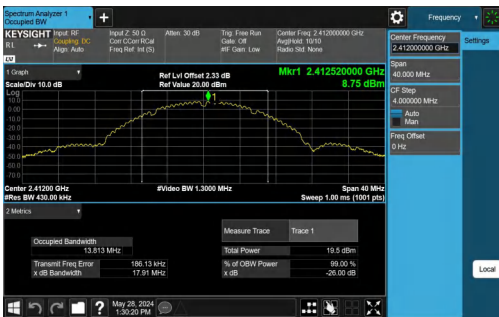 Spectrum Analyzer 1
Occupied BW
Frequency
KEYSIGHT
Input: RF
Input Z: 50 Ω
Atten: 30 dB
Trig: Free Run
Center Freq: 2.412000000 GHz
RL
Coupling: DC
Corr CCorr RCal
Gate: Off
Avg|Hold: 10/10
Align: Auto
Freq Ref: Int (S)
#IF Gain: Low
Radio Std: None
Center Frequency
2.412000000 GHz
Settings
Span
40.000 MHz
CF Step
4.000000 MHz
Auto
Man
Freq Offset
0 Hz
Local
1 Graph
Ref Lvl Offset 2.33 dB
Mkr1 2.412520000 GHz
Scale/Div 10.0 dB
Ref Value 20.00 dBm
8.75 dBm
Log
10.0
0.00
-10.0
-20.0
-30.0
-40.0
-50.0
-60.0
-70.0
1
Center 2.41200 GHz
#Video BW 1.3000 MHz
Span 40 MHz
#Res BW 430.00 kHz
Sweep 1.00 ms (1001 pts)
2 Metrics
Measure Trace
Trace 1
Occupied Bandwidth
13.813 MHz
Total Power
19.5 dBm
Transmit Freq Error
186.13 kHz
% of OBW Power
99.00 %
x dB Bandwidth
17.91 MHz
x dB
-26.00 dB
May 28, 2024
1:30:20 PM